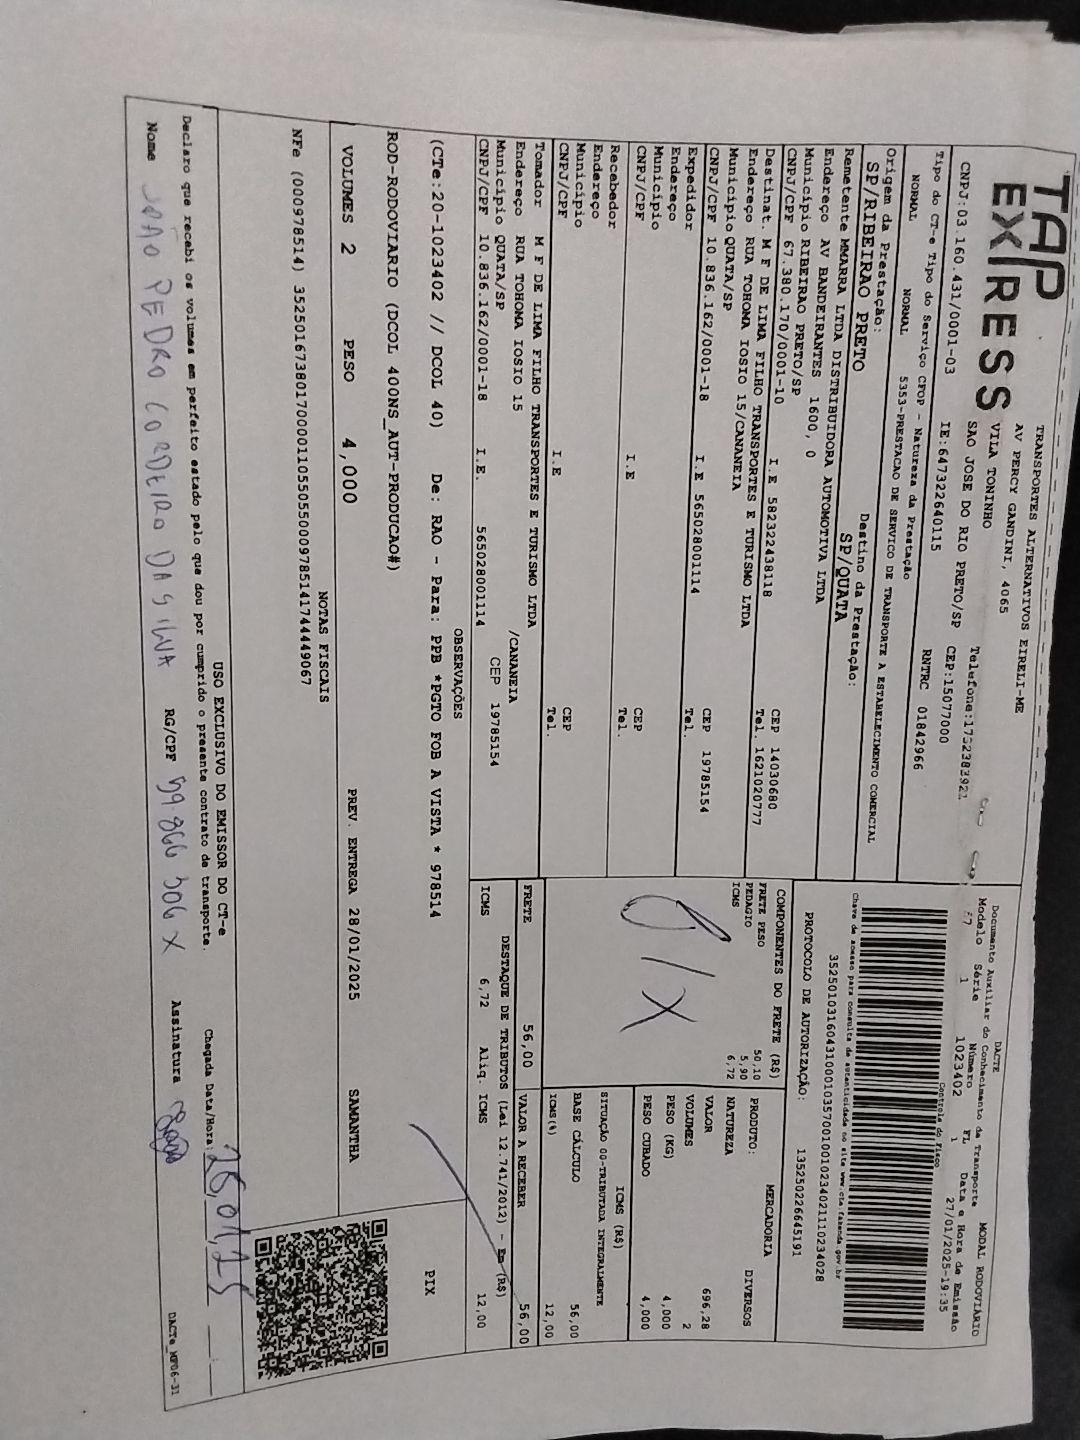 TAP
EX/RESS
TRANSPORTES ALTERNATIVOS EIRELI-ME
AV PERCY GANDINI, 4065
VILA TONINHO
SAO JOSE DO RIO PRETO/SP
Telefone:1732383921
CNPJ:03.160.431/0001-03 IE:647322640115 CEP:15077000
Tipo do CT-e Tipo do Serviço CFOP - Natureza da Prestação RNTRC 01842966
NORMAL NORMAL 5353-PRESTACAO DE SERVICO DE TRANSPORTE A ESTABELECIMENTO COMERCIAL
Origem da Prestação: Destino da Prestação:
SP/RIBEIRAO PRETO SP/QUATA
Remetente MMARRA LTDA DISTRIBUIDORA AUTOMOTIVA LTDA
Endereço AV BANDEIRANTES 1600, 0
Município RIBEIRAO PRETO/SP CEP 14030680
CNPJ/CPF 67.380.170/0001-10 I.E 582322438118 Tel. 1621020777
Destinat. M F DE LIMA FILHO TRANSPORTES E TURISMO LTDA
Endereço RUA TOHOMA IOSIO 15/CANANEIA
Município QUATA/SP CEP 19785154
CNPJ/CPF 10.836.162/0001-18 I.E 565028001114 Tel.
Expedidor
Endereço
Município CEP
CNPJ/CPF I.E Tel.
Recebedor
Endereço
Município CEP
CNPJ/CPF I.E Tel.
Tomador M F DE LIMA FILHO TRANSPORTES E TURISMO LTDA
Endereço RUA TOHOMA IOSIO 15 /CANANEIA
Município QUATA/SP CEP 19785154
CNPJ/CPF 10.836.162/0001-18 I.E. 565028001114
DACTE MODAL RODOVIÁRIO
Documento Auxiliar do Conhecimento de Transporte
Modelo Série Número FL Data e Hora de Emissão
57 1 1023402 1 27/01/2025-19:35
Controle do Fisco
Chave de acesso para consulta de autenticidade no site www.cte.fazenda.gov.br
35250103160431000103570010010234021110234028
PROTOCOLO DE AUTORIZAÇÃO: 135250226645191
COMPONENTES DO FRETE (R$)
FRETE PESO 50,10
PEDAGIO 5,90
ICMS 6,72
MERCADORIA
PRODUTO: DIVERSOS
NATUREZA
VALOR 696,28
VOLUMES 2
PESO (KG) 4,000
PESO CUBADO 4,000
ICMS (R$)
SITUAÇÃO 00-TRIBUTADA INTEGRALMENTE
BASE CÁLCULO 56,00
ICMS(%) 12,00
FRETE 56,00 VALOR A RECEBER 56,00
DESTAQUE DE TRIBUTOS (Lei 12.741/2012) - Em (R$)
ICMS 6,72 Aliq. ICMS 12,00
OBSERVAÇÕES
(CTe:20-1023402 // DCOL 40) De: RAO - Para: PPB *PGTO FOB A VISTA * 978514
ROD-RODOVIARIO (DCOL 400NS_AUT-PRODUCAO#)
PIX
VOLUMES 2 PESO 4,000 PREV. ENTREGA 28/01/2025 SAMANTHA
NOTAS FISCAIS
NFe (000978514) 35250167380170000110550550009785141744449067
USO EXCLUSIVO DO EMISSOR DO CT-e
Declaro que recebi os volumes em perfeito estado pelo que dou por cumprido o presente contrato de transporte. Chegada Data/Hora:
Nome JOÃO PEDRO CORDEIRO DA SILVA RG/CPF 59 866 506 X Assinatura
DACTe_MP06-31